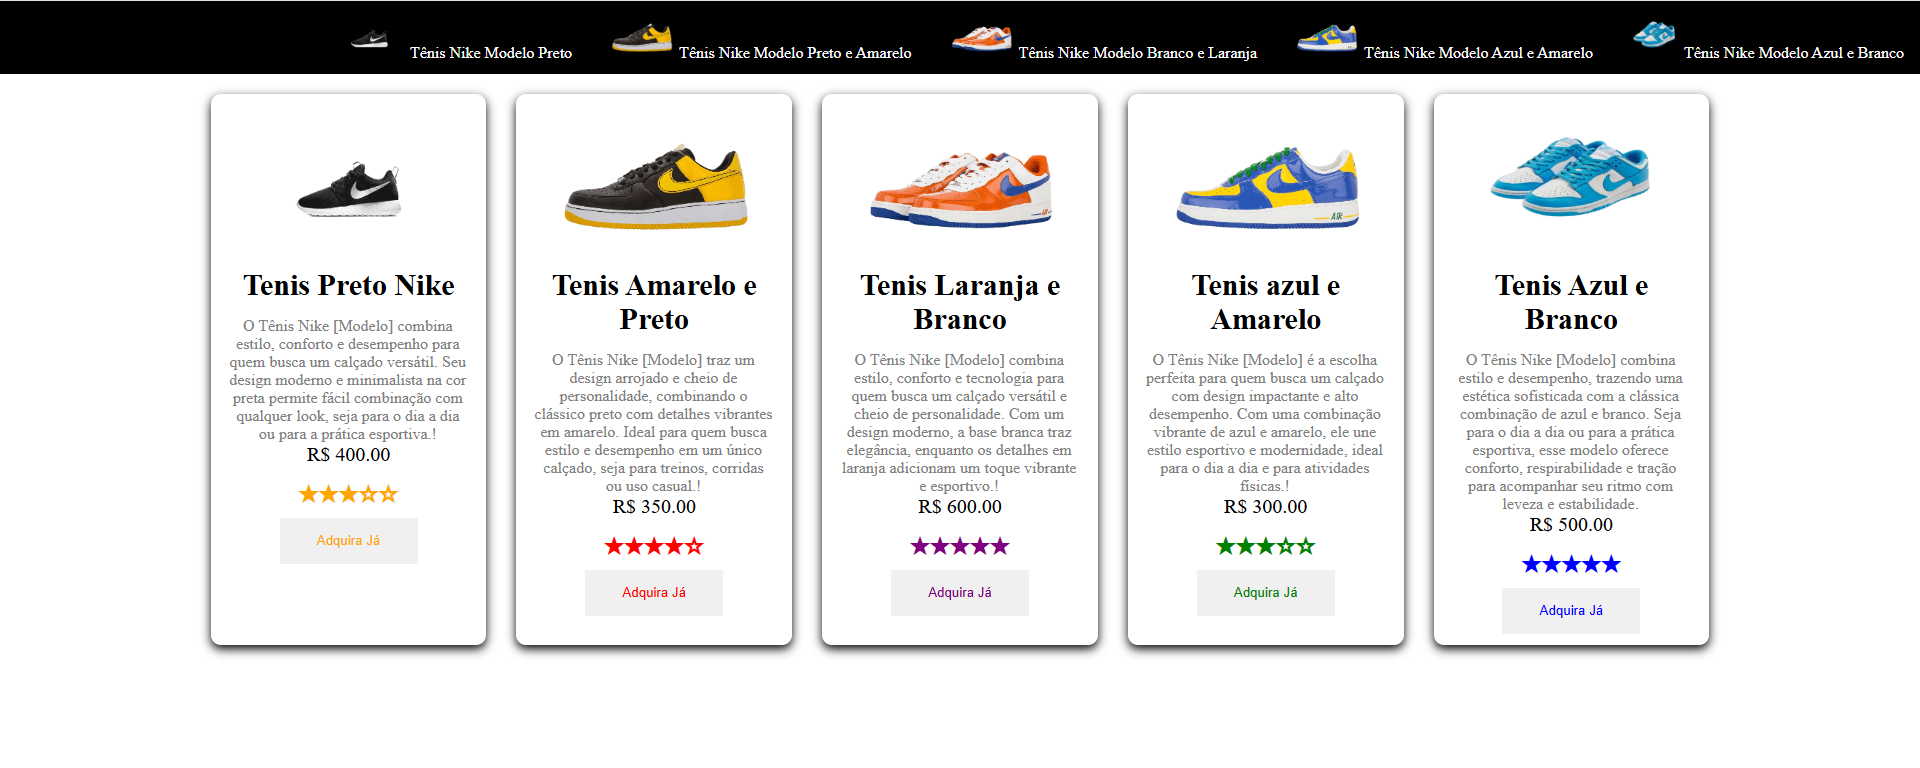 Tênis Nike Modelo Preto
Tênis Nike Modelo Preto e Amarelo
Tênis Nike Modelo Branco e Laranja
Tênis Nike Modelo Azul e Amarelo
Tênis Nike Modelo Azul e Branco
Tenis Preto Nike
O Tênis Nike [Modelo] combina
estilo, conforto e desempenho para
quem busca um calçado versátil. Seu
design moderno e minimalista na cor
preta permite fácil combinação com
qualquer look, seja para o dia a dia
ou para a prática esportiva.!
R$ 400.00
★★★☆☆
Adquira Já
Tenis Amarelo e
Preto
O Tênis Nike [Modelo] traz um
design arrojado e cheio de
personalidade, combinando o
clássico preto com detalhes vibrantes
em amarelo. Ideal para quem busca
estilo e desempenho em um único
calçado, seja para treinos, corridas
ou uso casual.!
R$ 350.00
★★★★☆
Adquira Já
AIR
Tenis Laranja e
Branco
O Tênis Nike [Modelo] combina
estilo, conforto e tecnologia para
quem busca um calçado versátil e
cheio de personalidade. Com um
design moderno, a base branca traz
elegância, enquanto os detalhes em
laranja adicionam um toque vibrante
e esportivo.!
R$ 600.00
★★★★★
Adquira Já
AIR
Tenis azul e
Amarelo
O Tênis Nike [Modelo] é a escolha
perfeita para quem busca um calçado
com design impactante e alto
desempenho. Com uma combinação
vibrante de azul e amarelo, ele une
estilo esportivo e modernidade, ideal
para o dia a dia e para atividades
físicas.!
R$ 300.00
★★★☆☆
Adquira Já
Tenis Azul e
Branco
O Tênis Nike [Modelo] combina
estilo e desempenho, trazendo uma
estética sofisticada com a clássica
combinação de azul e branco. Seja
para o dia a dia ou para a prática
esportiva, esse modelo oferece
conforto, respirabilidade e tração
para acompanhar seu ritmo com
leveza e estabilidade.
R$ 500.00
★★★★★
Adquira Já